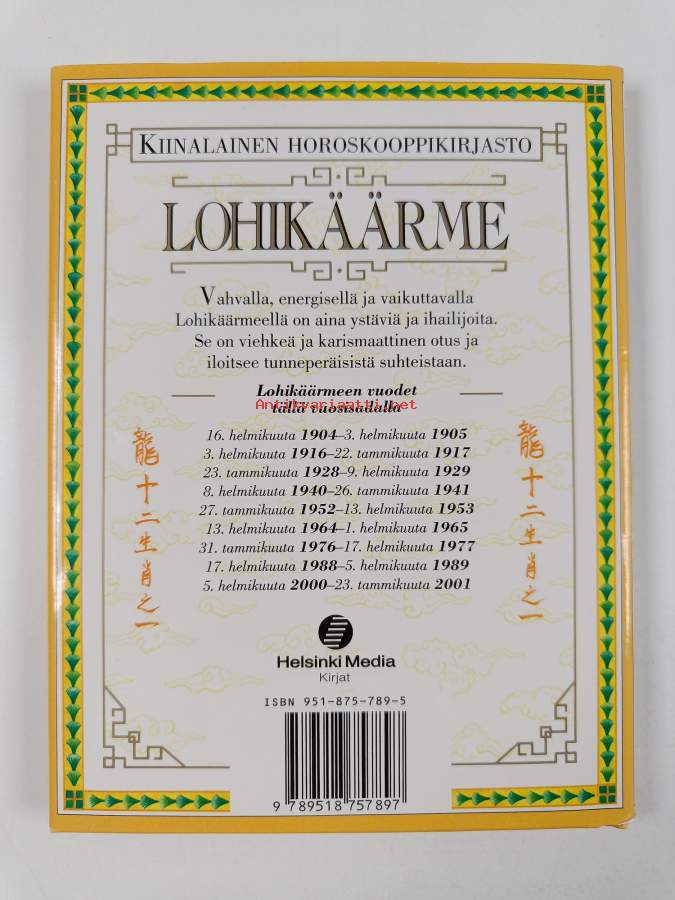 KIINALAINEN HOROSKOOPPIKIRJASTO
LOHIKÄÄRME
Vahvalla, energisellä ja vaikuttavalla
Lohikäärmeellä on aina ystäviä ja ihailijoita.
Se on viehkeä ja karismaattinen otus ja
iloitsee tunneperäisistä suhteistaan.
Lohikäärmeen vuodet
Antikvariaatti.net
tällä vuosisadalla
16. helmikuuta 1904–3. helmikuuta 1905
3. helmikuuta 1916–22. tammikuuta 1917
23. tammikuuta 1928–9. helmikuuta 1929
8. helmikuuta 1940–26. tammikuuta 1941
27. tammikuuta 1952–13. helmikuuta 1953
13. helmikuuta 1964–1. helmikuuta 1965
31. tammikuuta 1976–17. helmikuuta 1977
17. helmikuuta 1988–5. helmikuuta 1989
5. helmikuuta 2000–23. tammikuuta 2001
龍十二生肖之一
龍十二生肖之一
Helsinki Media
Kirjat
ISBN 951-875-789-5
9 789518 757897